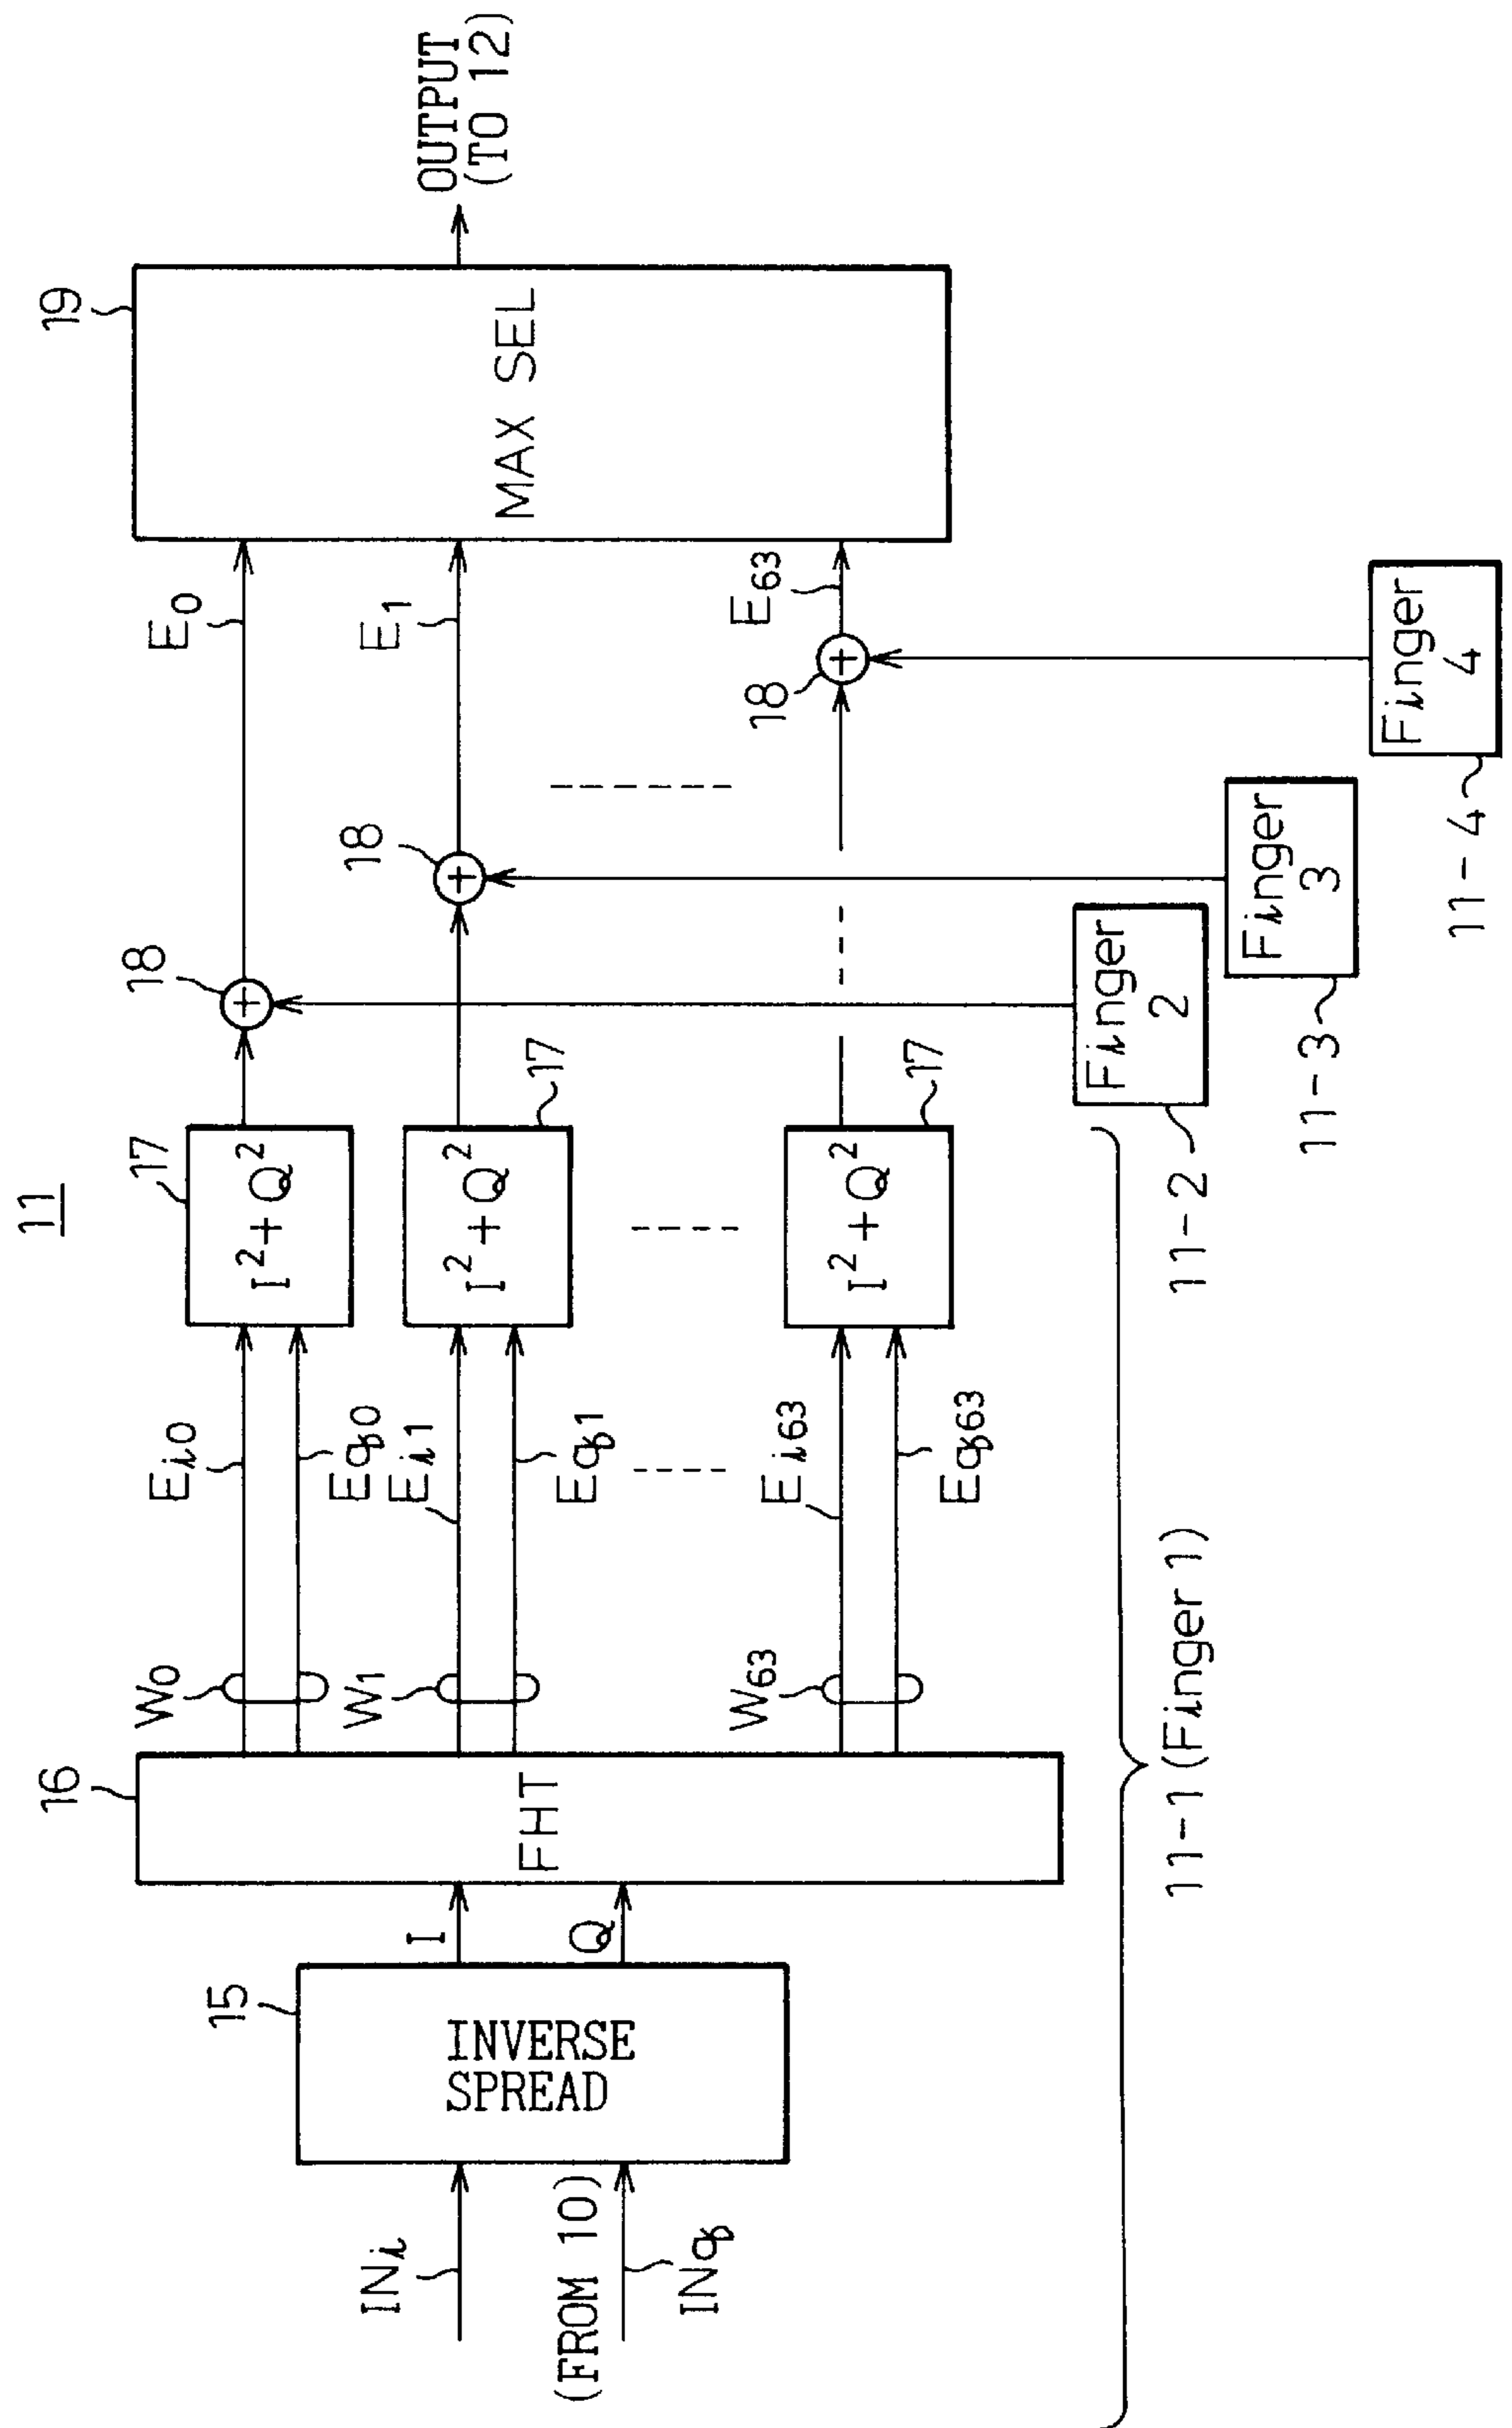 11
IN𝑖
(FROM 10)
IN𝑞
15
INVERSE
SPREAD
I
Q
16
FHT
W₀
W₁
W₆₃
E𝑖0
E𝑞0
E𝑖1
E𝑞1
E𝑖63
E𝑞63
17
I²+Q²
17
I²+Q²
17
I²+Q²
18
18
18
E₀
E₁
E₆₃
19
MAX SEL
OUTPUT
(TO 12)
11-1 (Finger 1)
Finger
2
11-2
Finger
3
11-3
Finger
4
11-4